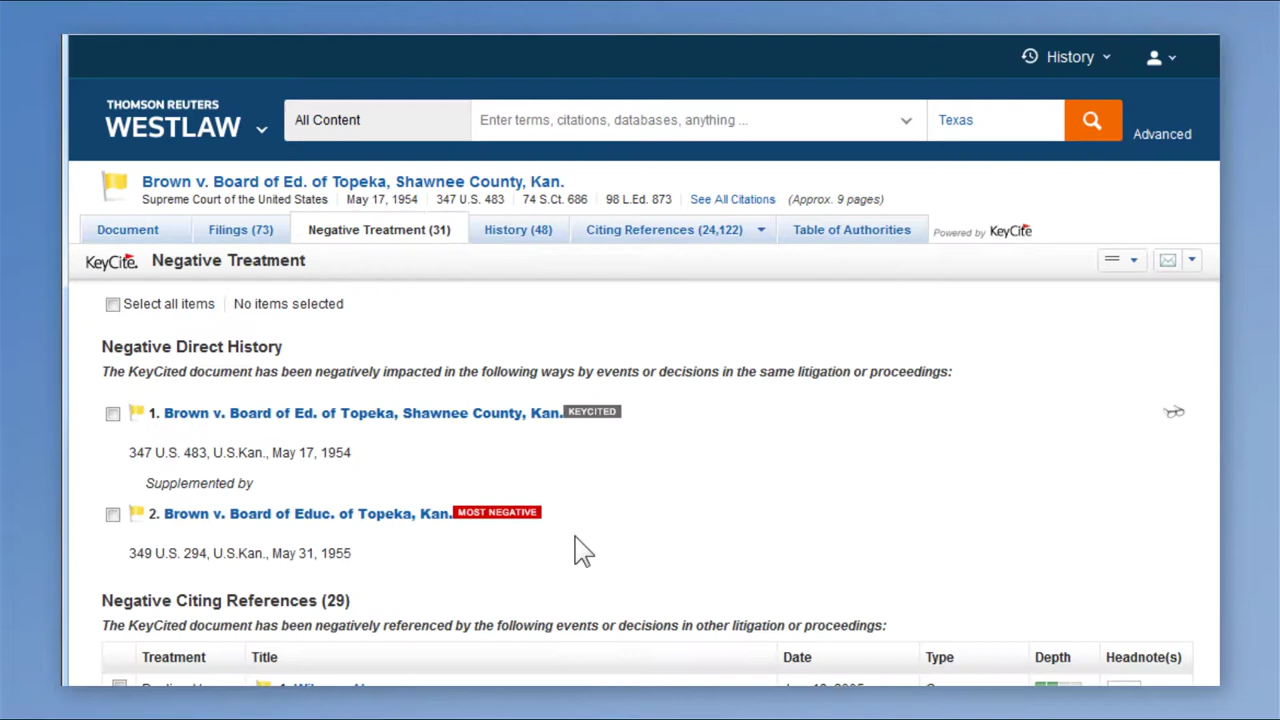 History
THOMSON REUTERS
WESTLAW
All Content
Enter terms, citations, databases, anything ...
Texas
Advanced
Brown v. Board of Ed. of Topeka, Shawnee County, Kan.
Supreme Court of the United States | May 17, 1954 | 347 U.S. 483 | 74 S.Ct. 686 | 98 L.Ed. 873 | See All Citations (Approx. 9 pages)
Document Filings (73) Negative Treatment (31) History (48) Citing References (24,122) Table of Authorities Powered by KeyCite
KeyCite. Negative Treatment
Select all items | No items selected
Negative Direct History
The KeyCited document has been negatively impacted in the following ways by events or decisions in the same litigation or proceedings:
1. Brown v. Board of Ed. of Topeka, Shawnee County, Kan. KEYCITED
347 U.S. 483, U.S.Kan., May 17, 1954
Supplemented by
2. Brown v. Board of Educ. of Topeka, Kan. MOST NEGATIVE
349 U.S. 294, U.S.Kan., May 31, 1955
Negative Citing References (29)
The KeyCited document has been negatively referenced by the following events or decisions in other litigation or proceedings:
Treatment Title Date Type Depth Headnote(s)